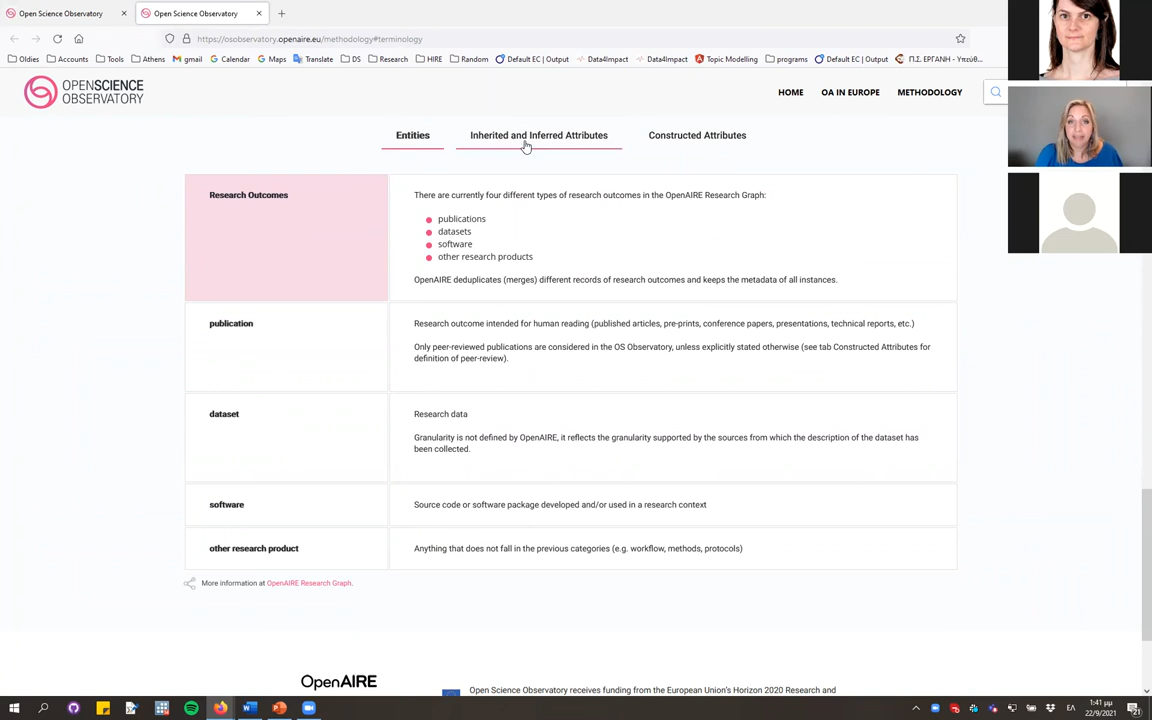 Open Science Observatory
Open Science Observatory
https://osobservatory.openaire.eu/methodology#terminology
Oldies
Accounts
Tools
Athens
gmail
Calendar
Maps
Translate
DS
Research
HIRE
Random
Default EC | Output
Data4Impact
Data4Impact
Topic Modelling
programs
Default EC | Output
Π.Σ. ΕΡΓΑΝΗ - Υπεύθ...
OPENSCIENCE
OBSERVATORY
HOME
OA IN EUROPE
METHODOLOGY
Entities
Inherited and Inferred Attributes
Constructed Attributes
Research Outcomes
There are currently four different types of research outcomes in the OpenAIRE Research Graph:
publications
datasets
software
other research products
OpenAIRE deduplicates (merges) different records of research outcomes and keeps the metadata of all instances.
publication
Research outcome intended for human reading (published articles, pre-prints, conference papers, presentations, technical reports, etc.)
Only peer-reviewed publications are considered in the OS Observatory, unless explicitly stated otherwise (see tab Constructed Attributes for
definition of peer-review).
dataset
Research data
Granularity is not defined by OpenAIRE, it reflects the granularity supported by the sources from which the description of the dataset has
been collected.
software
Source code or software package developed and/or used in a research context
other research product
Anything that does not fall in the previous categories (e.g. workflow, methods, protocols)
More information at OpenAIRE Research Graph.
OpenAIRE
Open Science Observatory receives funding from the European Union's Horizon 2020 Research and
ΕΛ
1:41 μμ
22/9/2021
21